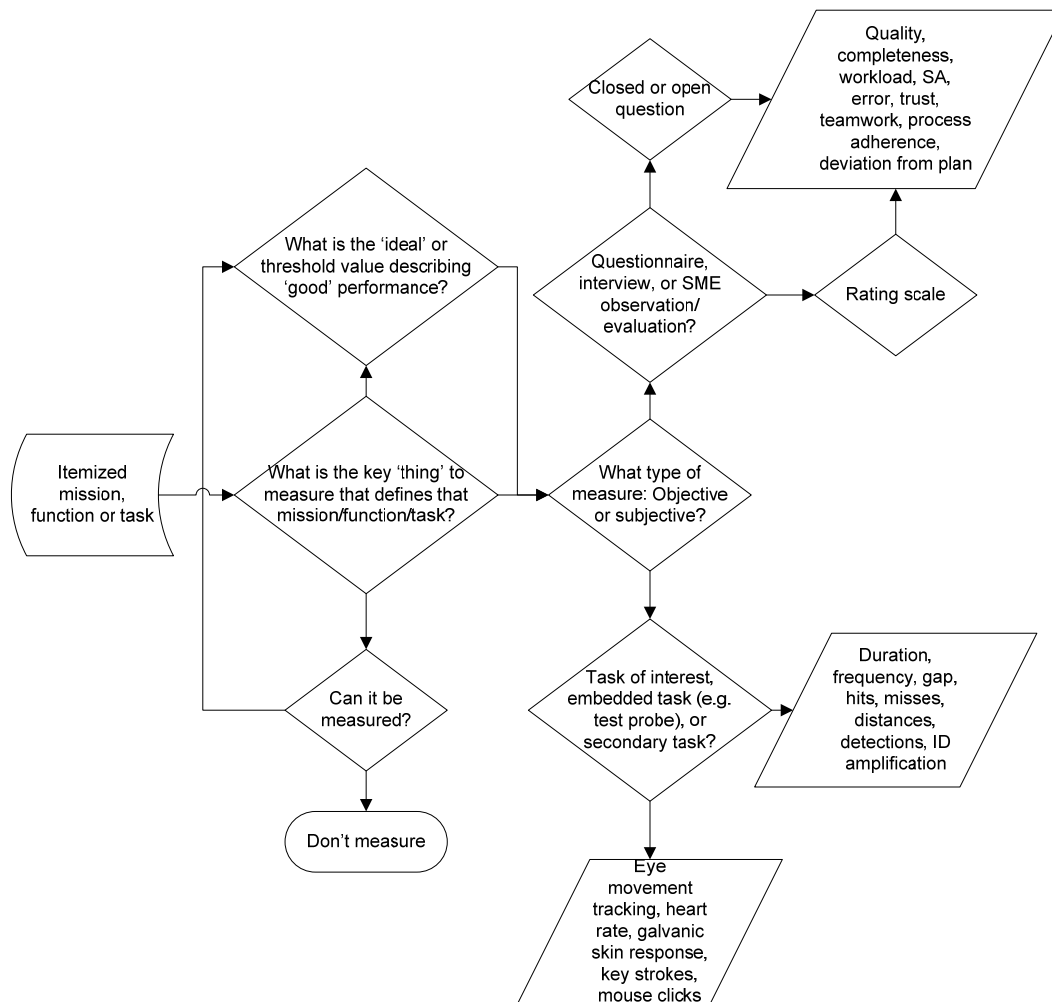 Quality,
completeness,
workload, SA,
error, trust,
teamwork, process
adherence,
deviation from plan
Closed or open
question
What is the ‘ideal’ or
threshold value describing
‘good’ performance?
Questionnaire,
interview, or SME
observation/
evaluation?
Rating scale
Itemized
mission,
function or task
What is the key ‘thing’ to
measure that defines that
mission/function/task?
What type of
measure: Objective
or subjective?
Can it be
measured?
Task of interest,
embedded task (e.g.
test probe), or
secondary task?
Duration,
frequency, gap,
hits, misses,
distances,
detections, ID
amplification
Don’t measure
Eye
movement
tracking, heart
rate, galvanic
skin response,
key strokes,
mouse clicks